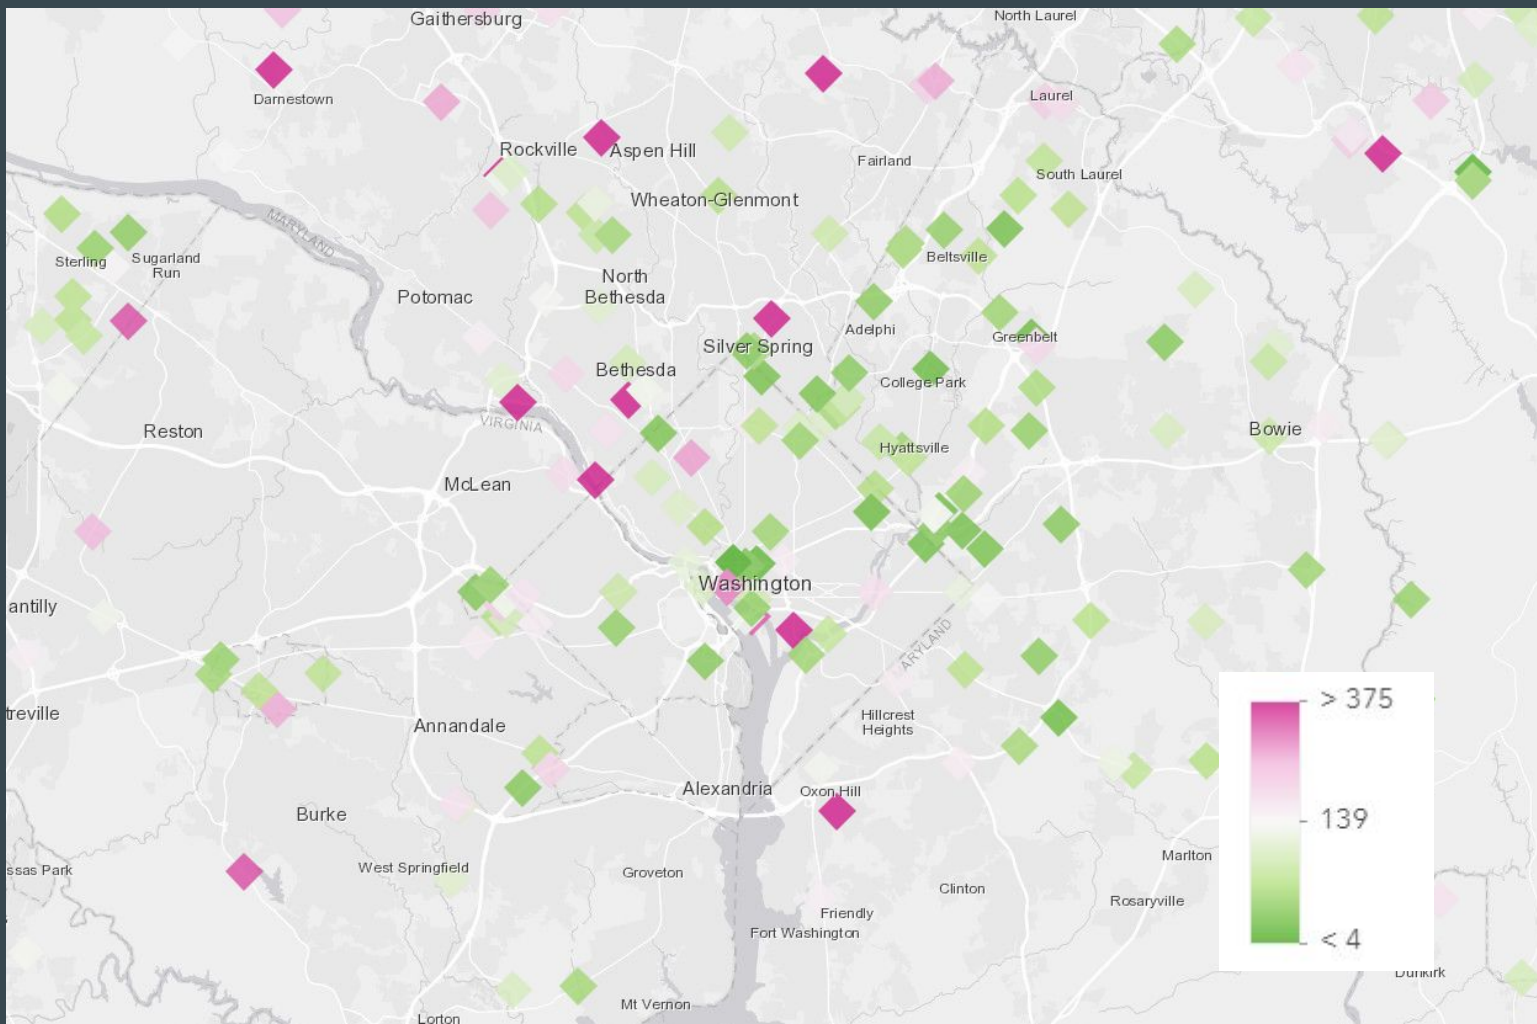 Gaithersburg
North Laurel
Darnestown
Laurel
Rockville
Aspen Hill
Fairland
South Laurel
Wheaton-Glenmont
MARYLAND
Sterling
Sugarland
Run
Beltsville
North
Bethesda
Potomac
Adelphi
Greenbelt
Silver Spring
Bethesda
College Park
VIRGINIA
Reston
Bowie
Hyattsville
McLean
Washington
antilly
ARYLAND
treville
Annandale
Hillcrest
Heights
> 375
Alexandria
Oxon Hill
Burke
139
ssas Park
West Springfield
Groveton
Marlton
Clinton
Rosaryville
Friendly
Fort Washington
< 4
Dunkirk
Mt Vernon
Lorton